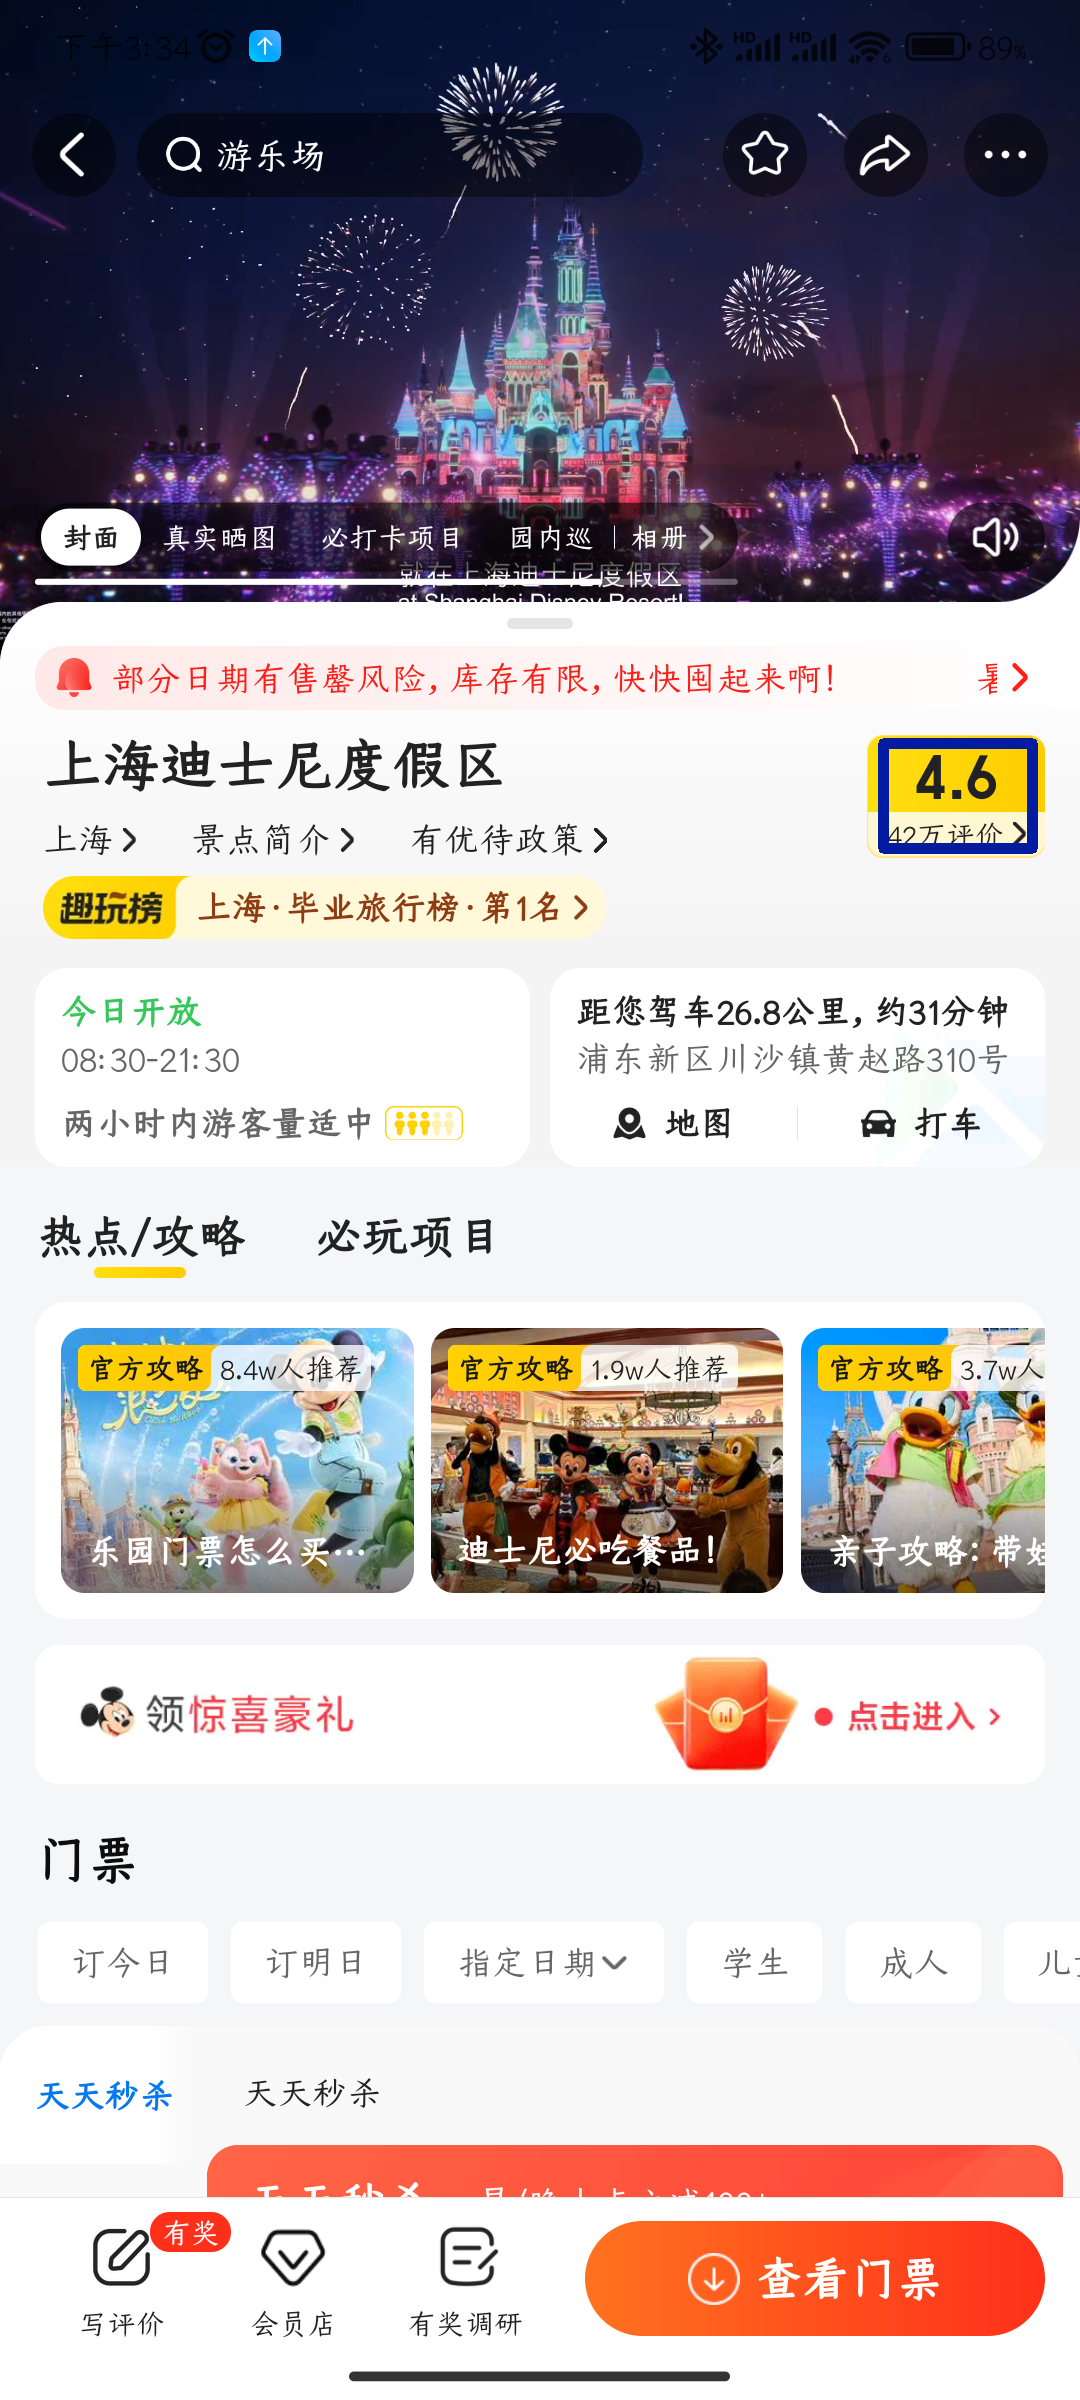 下午3:34
HD HD 6 89%
游乐场
封面 真实晒图 必打卡项目 国内巡 相册
就在上海迪士尼度假区
at Shanghai Disney Resort!
部分日期有售罄风险,库存有限,快快囤起来啊!
上海迪士尼度假区
4.6
42万评价
上海 景点简介 有优待政策
趣玩榜 上海·毕业旅行榜·第1名
今日开放
08:30-21:30
两小时内游客量适中
距您驾车26.8公里,约31分钟
浦东新区川沙镇黄赵路310号
地图 打车
热点/攻略 必玩项目
官方攻略 8.4w人推荐
乐园门票怎么买…
官方攻略 1.9w人推荐
迪士尼必吃餐品!
官方攻略 3.7w人
亲子攻略:带娃
领惊喜豪礼
点击进入
门票
订今日 订明日 指定日期 学生 成人 儿
天天秒杀
天天秒杀
天天秒杀
有奖
写评价 会员店 有奖调研
查看门票